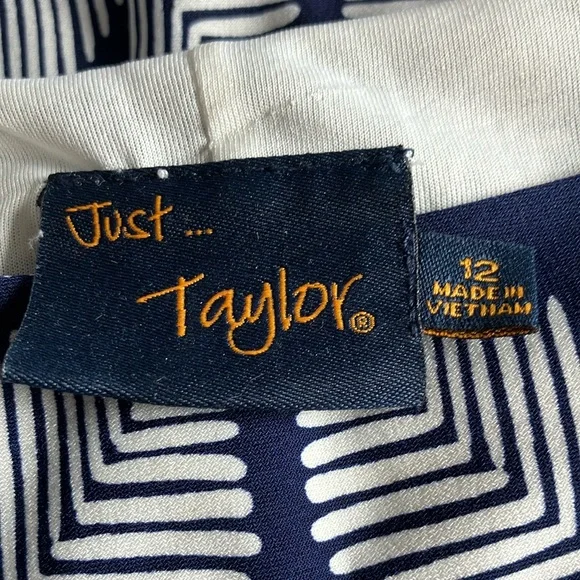 Just ...
Taylor®
12
MADE IN
VIETNAM